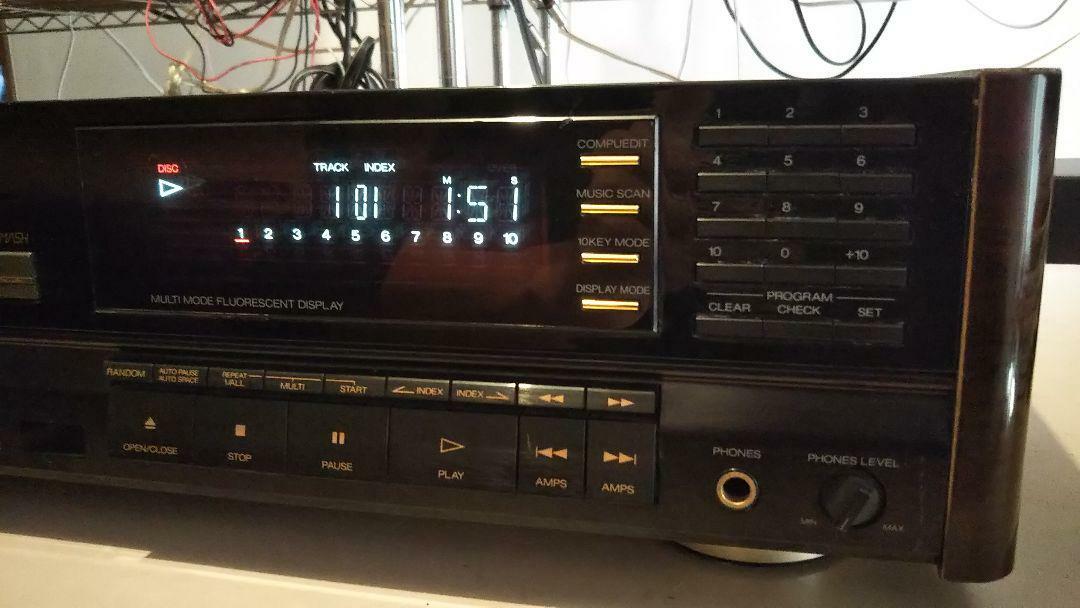 1 2 3
COMPUEDIT
DISC TRACK INDEX
4 5 6
M S
1 01 1:51
MUSIC SCAN
7 8 9
1 2 3 4 5 6 7 8 9 10
MASH
10KEY MODE
10 0 +10
DISPLAY MODE
MULTI MODE FLUORESCENT DISPLAY
PROGRAM
CLEAR CHECK SET
RANDOM AUTO PAUSE REPEAT
AUTO SPACE 1/ALL MULTI START INDEX INDEX
OPEN/CLOSE STOP PAUSE PLAY AMPS AMPS
PHONES PHONES LEVEL
MIN MAX